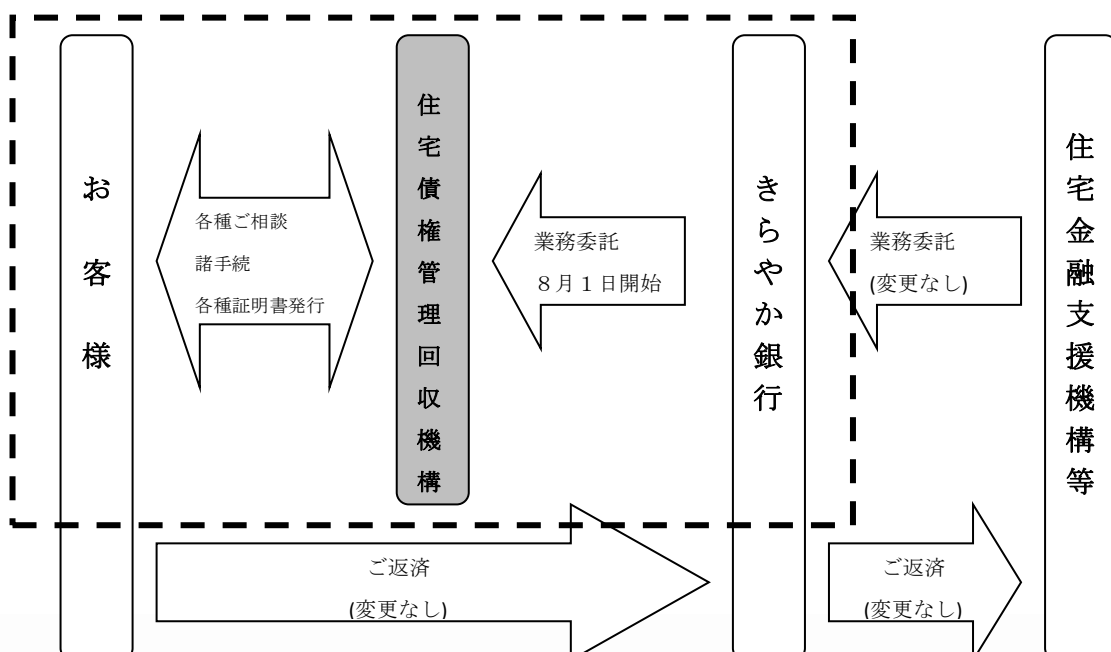 お客様
各種ご相談
諸手続
各種証明書発行
住宅債権管理回収機構
業務委託
８月１日開始
きらやか銀行
業務委託
(変更なし)
住宅金融支援機構等
ご返済
(変更なし)
ご返済
(変更なし)